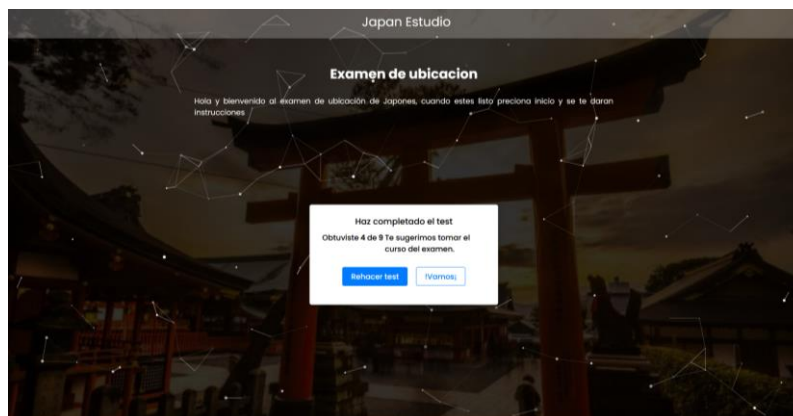 Japan Estudio
Examen de ubicacion
Hola y bienvenido al examen de ubicación de Japones, cuando estes listo preciona inicio y se te daran
instrucciones
Haz completado el test
Obtuviste 4 de 9 Te sugerimos tomar el
curso del examen.
Rehacer test
!Vamos¡